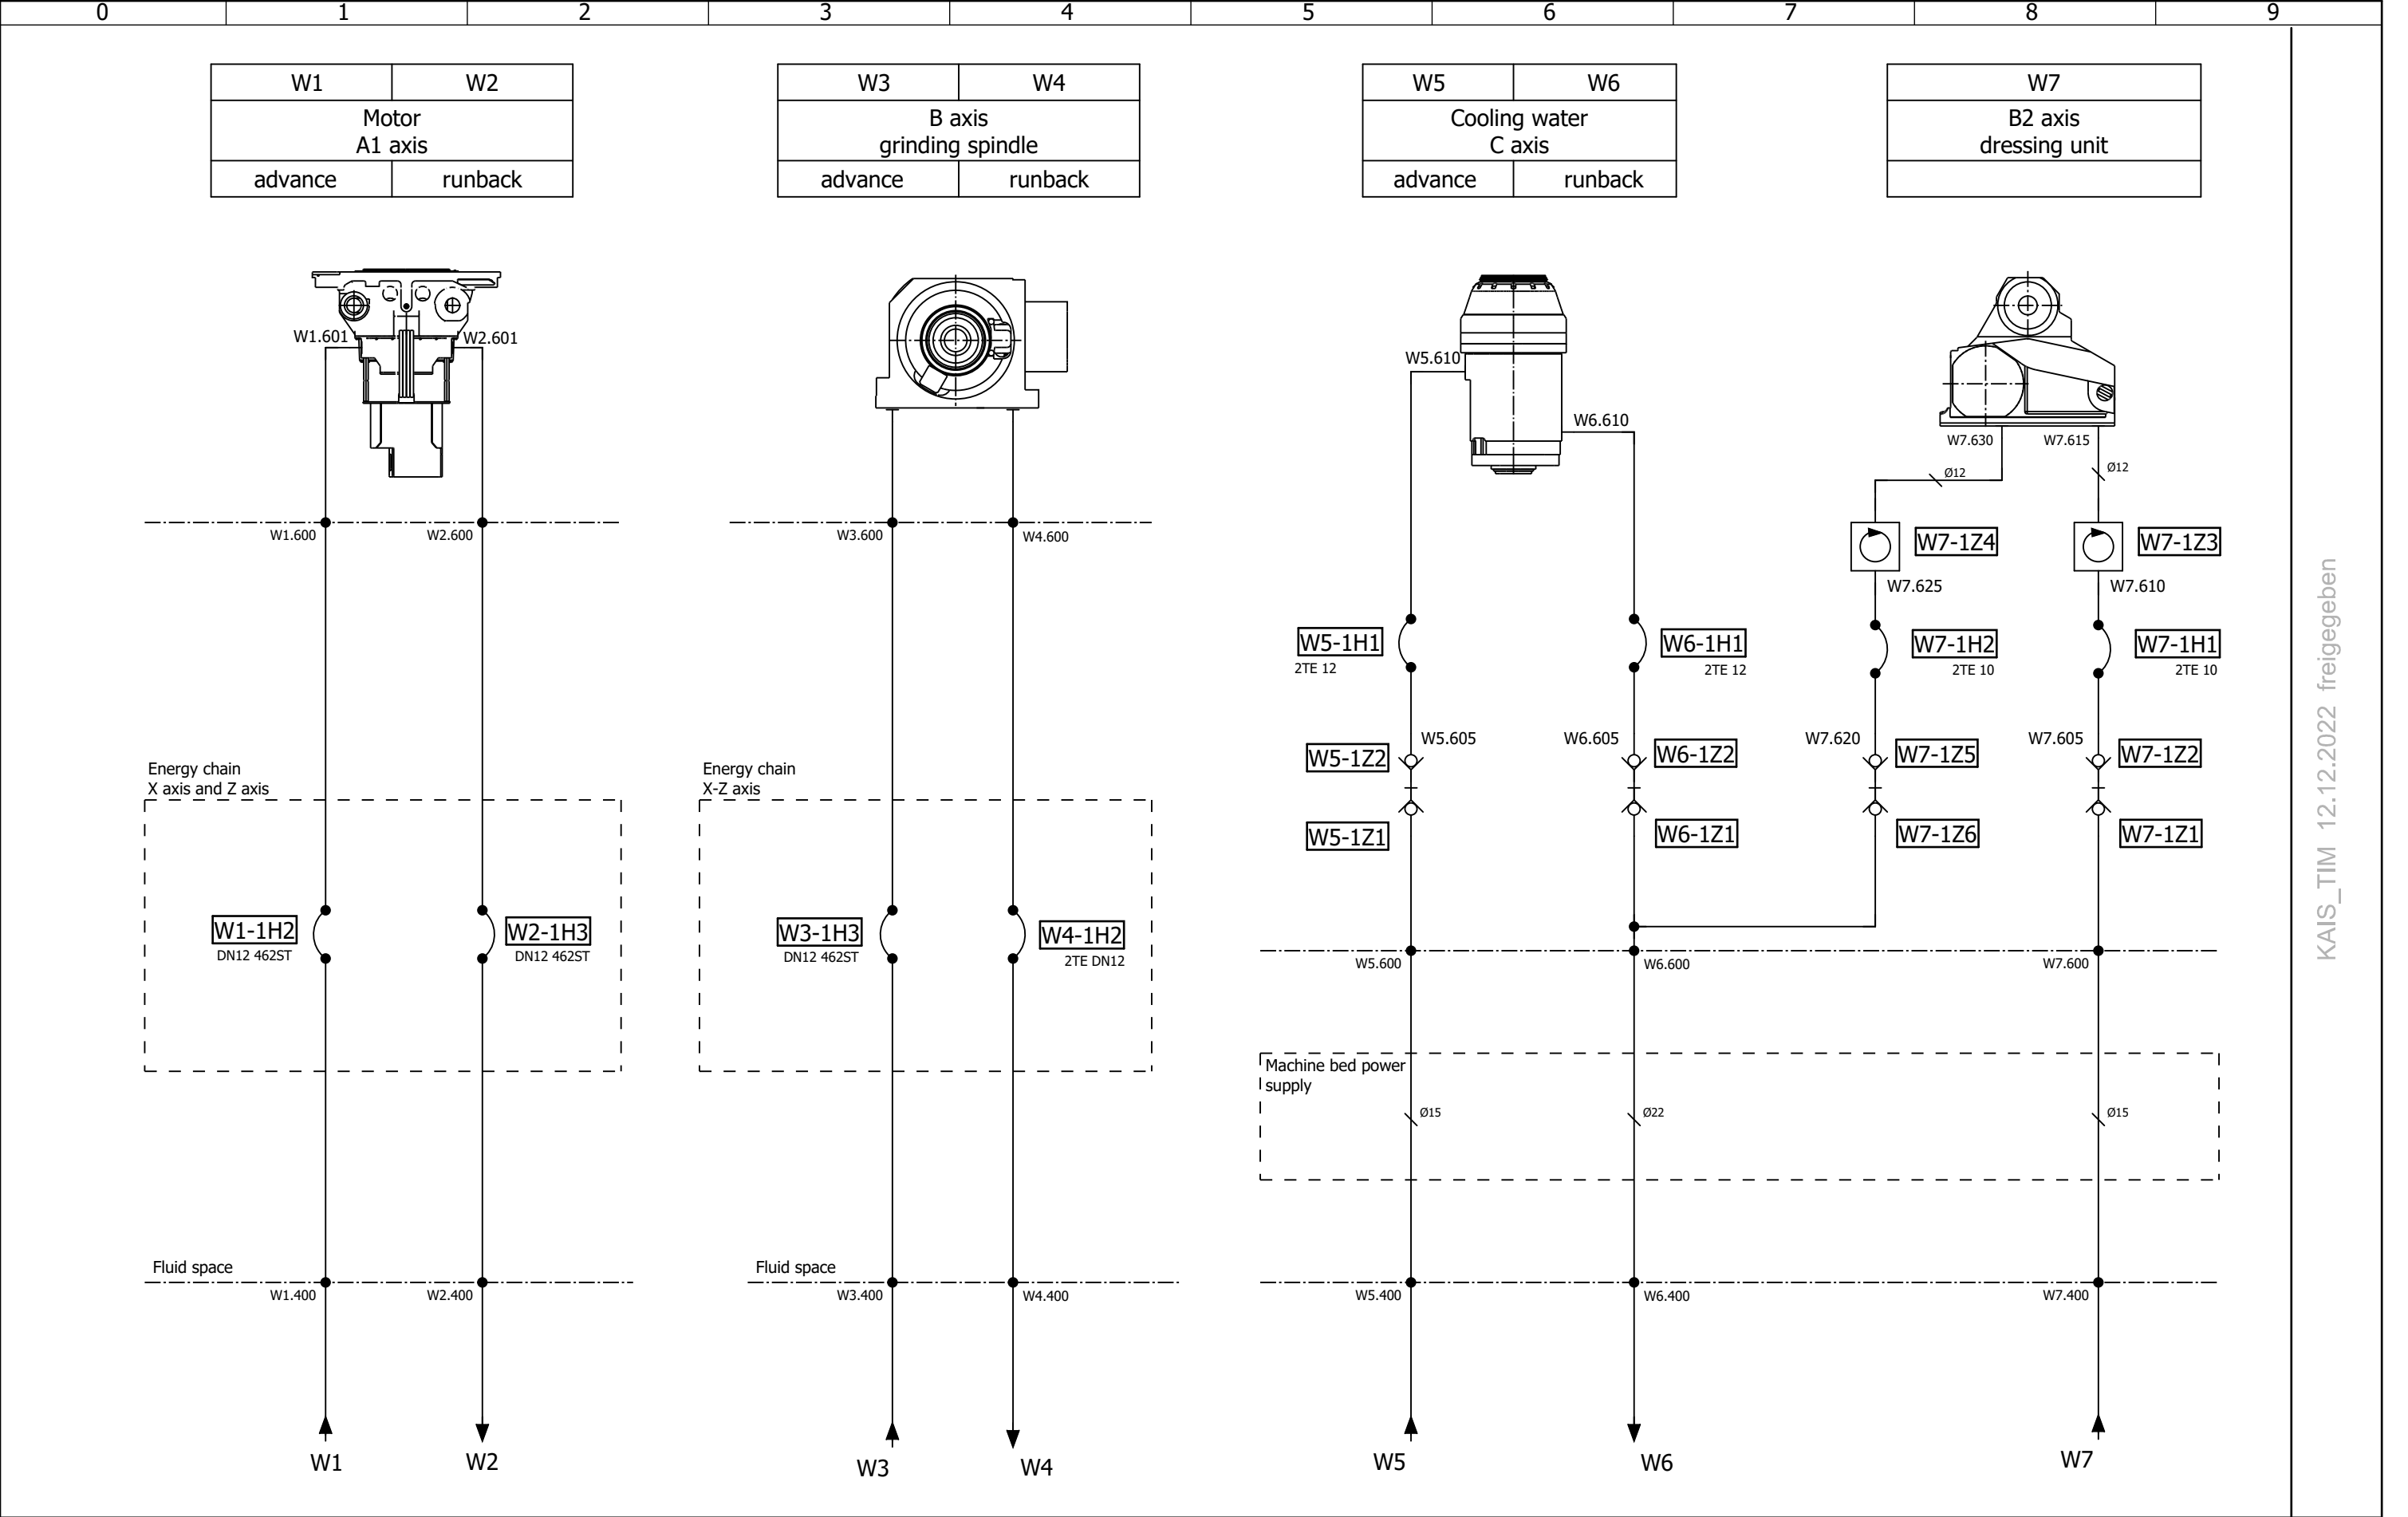 0 1 2 3 4 5 6 7 8 9
W1 W2
Motor
A1 axis
advance runback
W3 W4
B axis
grinding spindle
advance runback
W5 W6
Cooling water
C axis
advance runback
W7
B2 axis
dressing unit
W1.601 W2.601
W5.610
W6.610
W7.630 W7.615
Ø12 Ø12
W1.600 W2.600
W3.600 W4.600
W7-1Z4 W7-1Z3
W7.625 W7.610
W5-1H1
2TE 12
W6-1H1
2TE 12
W7-1H2
2TE 10
W7-1H1
2TE 10
W5.605 W6.605 W7.620 W7.605
W5-1Z2 W6-1Z2 W7-1Z5 W7-1Z2
W5-1Z1 W6-1Z1 W7-1Z6 W7-1Z1
Energy chain
X axis and Z axis
Energy chain
X-Z axis
W1-1H2
DN12 462ST
W2-1H3
DN12 462ST
W3-1H3
DN12 462ST
W4-1H2
2TE DN12
W5.600 W6.600 W7.600
Machine bed power
supply
Ø15 Ø22 Ø15
Fluid space
Fluid space
W1.400 W2.400 W3.400 W4.400 W5.400 W6.400 W7.400
W1 W2 W3 W4 W5 W6 W7
KAIS_TIM 12.12.2022 freigegeben